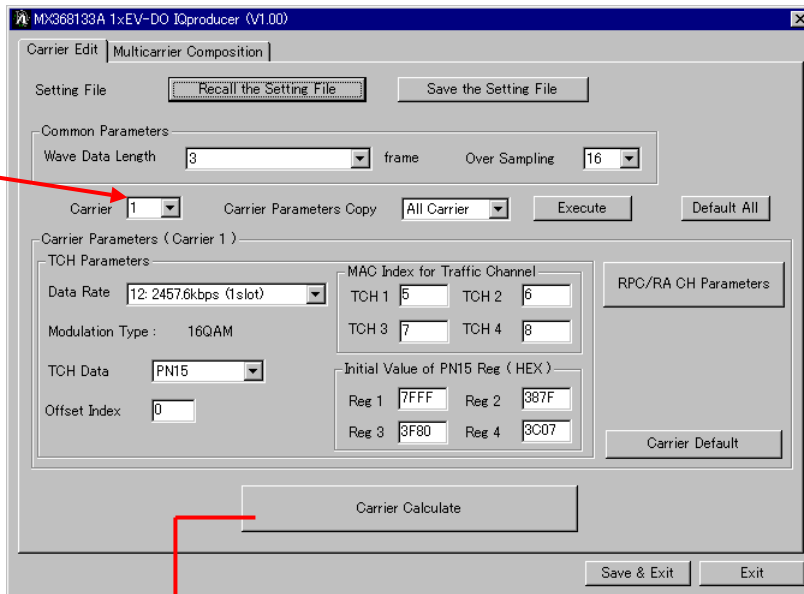 MX368133A 1xEV-DO IQproducer (V1.00)
Carrier Edit Multicarrier Composition
Setting File Recall the Setting File Save the Setting File
Common Parameters
Wave Data Length 3 frame Over Sampling 16
Carrier 1 Carrier Parameters Copy All Carrier Execute Default All
Carrier Parameters ( Carrier 1 )
TCH Parameters
Data Rate 12: 2457.6kbps (1slot)
Modulation Type : 16QAM
TCH Data PN15
Offset Index 0
MAC Index for Traffic Channel
TCH 1 5 TCH 2 6
TCH 3 7 TCH 4 8
Initial Value of PN15 Reg ( HEX )
Reg 1 7FFF Reg 2 387F
Reg 3 3F80 Reg 4 3C07
RPC/RA CH Parameters
Carrier Default
Carrier Calculate
Save & Exit Exit